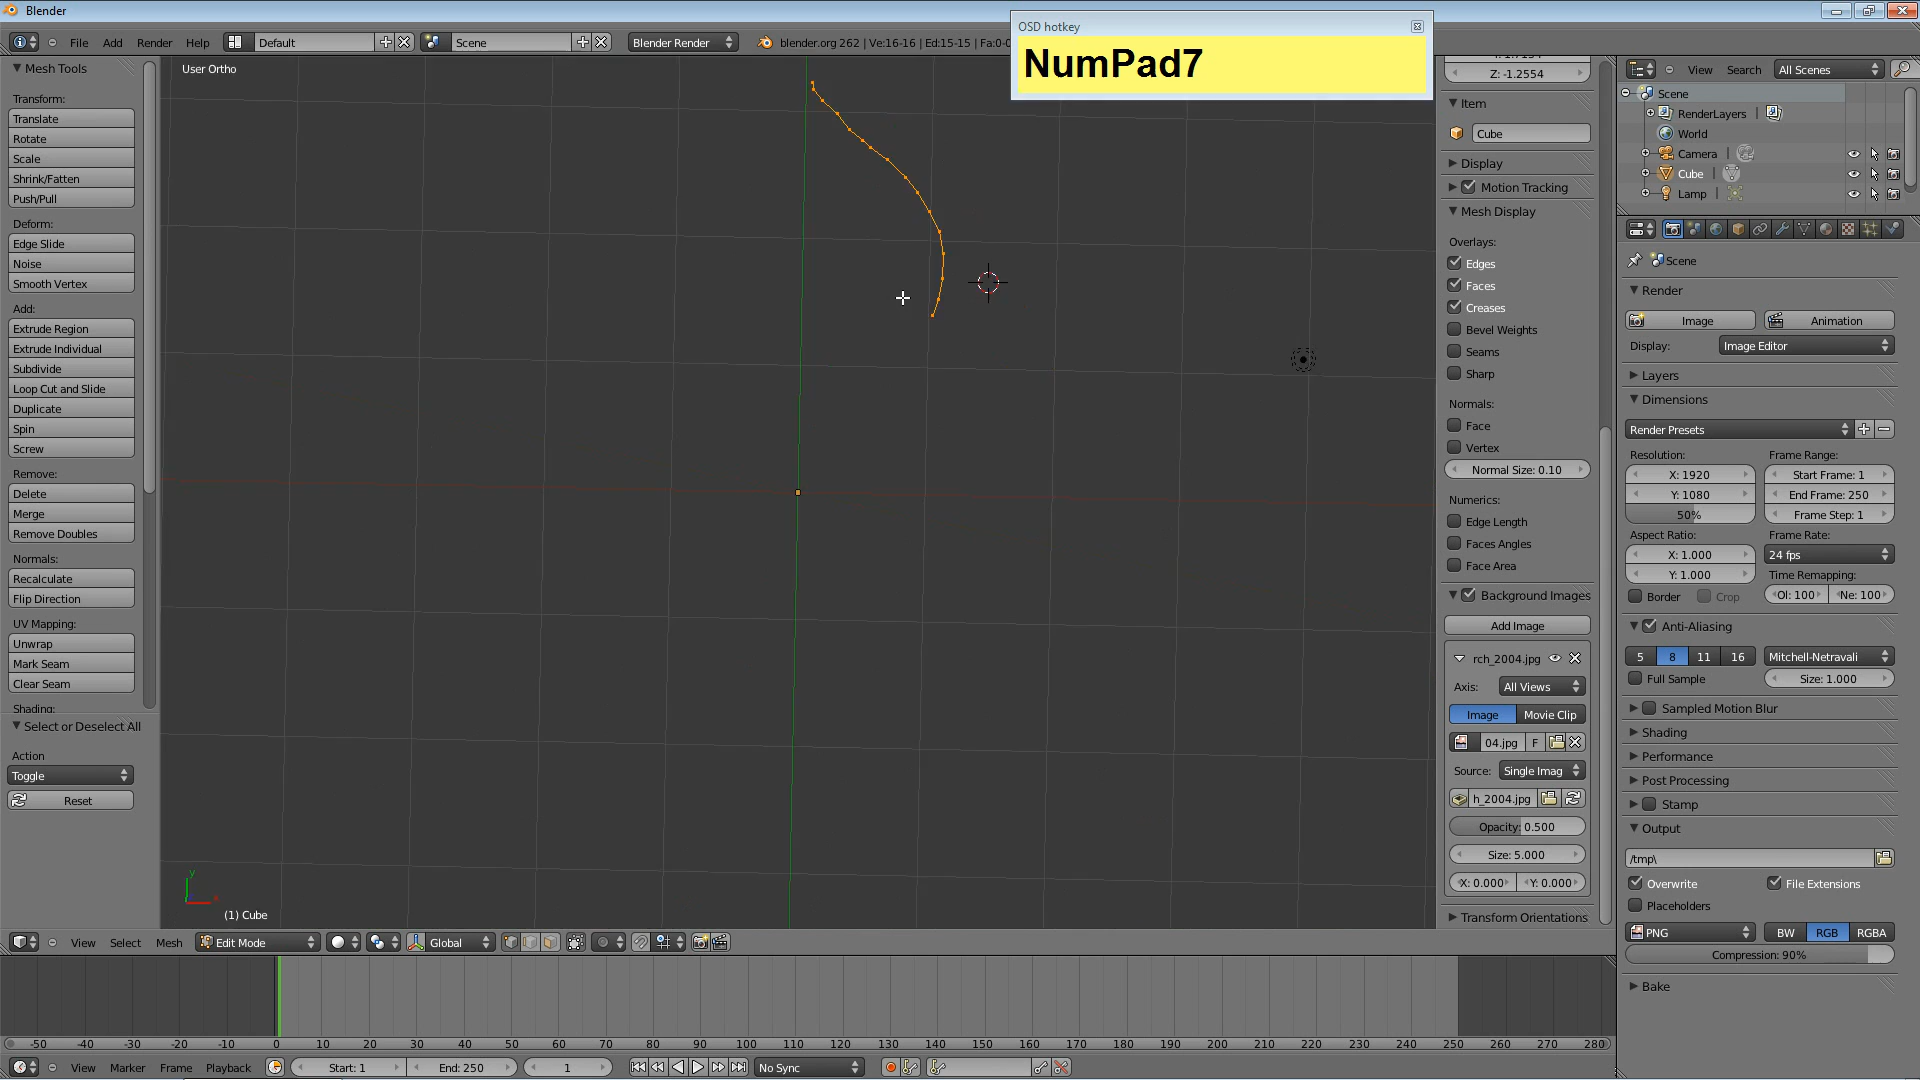 Blender
OSD hotkey
NumPad7
File Add Render Help Default Scene Blender Render blender.org 262 | Ve:16-16 | Ed:15-15 | Fa:0-0
User Ortho
Mesh Tools
Transform:
Translate
Rotate
Scale
Shrink/Fatten
Push/Pull
Deform:
Edge Slide
Noise
Smooth Vertex
Add:
Extrude Region
Extrude Individual
Subdivide
Loop Cut and Slide
Duplicate
Spin
Screw
Remove:
Delete
Merge
Remove Doubles
Normals:
Recalculate
Flip Direction
UV Mapping:
Unwrap
Mark Seam
Clear Seam
Shading:
Select or Deselect All
Action
Toggle
Reset
y
(1) Cube
Z: -1.2554
Item
Cube
Display
Motion Tracking
Mesh Display
Overlays:
Edges
Faces
Creases
Bevel Weights
Seams
Sharp
Normals:
Face
Vertex
Normal Size: 0.10
Numerics:
Edge Length
Faces Angles
Face Area
Background Images
Add Image
rch_2004.jpg
Axis: All Views
Image Movie Clip
04.jpg F
Source: Single Imag
h_2004.jpg
Opacity: 0.500
Size: 5.000
X: 0.000 Y: 0.000
Transform Orientations
View Search All Scenes
Scene
RenderLayers
World
Camera
Cube
Lamp
Scene
Render
Image Animation
Display: Image Editor
Layers
Dimensions
Render Presets
Resolution: Frame Range:
X: 1920 Start Frame: 1
Y: 1080 End Frame: 250
50% Frame Step: 1
Aspect Ratio: Frame Rate:
X: 1.000 24 fps
Y: 1.000 Time Remapping:
Border Crop Ol: 100 Ne: 100
Anti-Aliasing
5 8 11 16 Mitchell-Netravali
Full Sample Size: 1.000
Sampled Motion Blur
Shading
Performance
Post Processing
Stamp
Output
/tmp\
Overwrite File Extensions
Placeholders
PNG BW RGB RGBA
Compression: 90%
Bake
View Select Mesh Edit Mode Global
-50 -40 -30 -20 -10 0 10 20 30 40 50 60 70 80 90 100 110 120 130 140 150 160 170 180 190 200 210 220 230 240 250 260 270 280
View Marker Frame Playback Start: 1 End: 250 1 No Sync